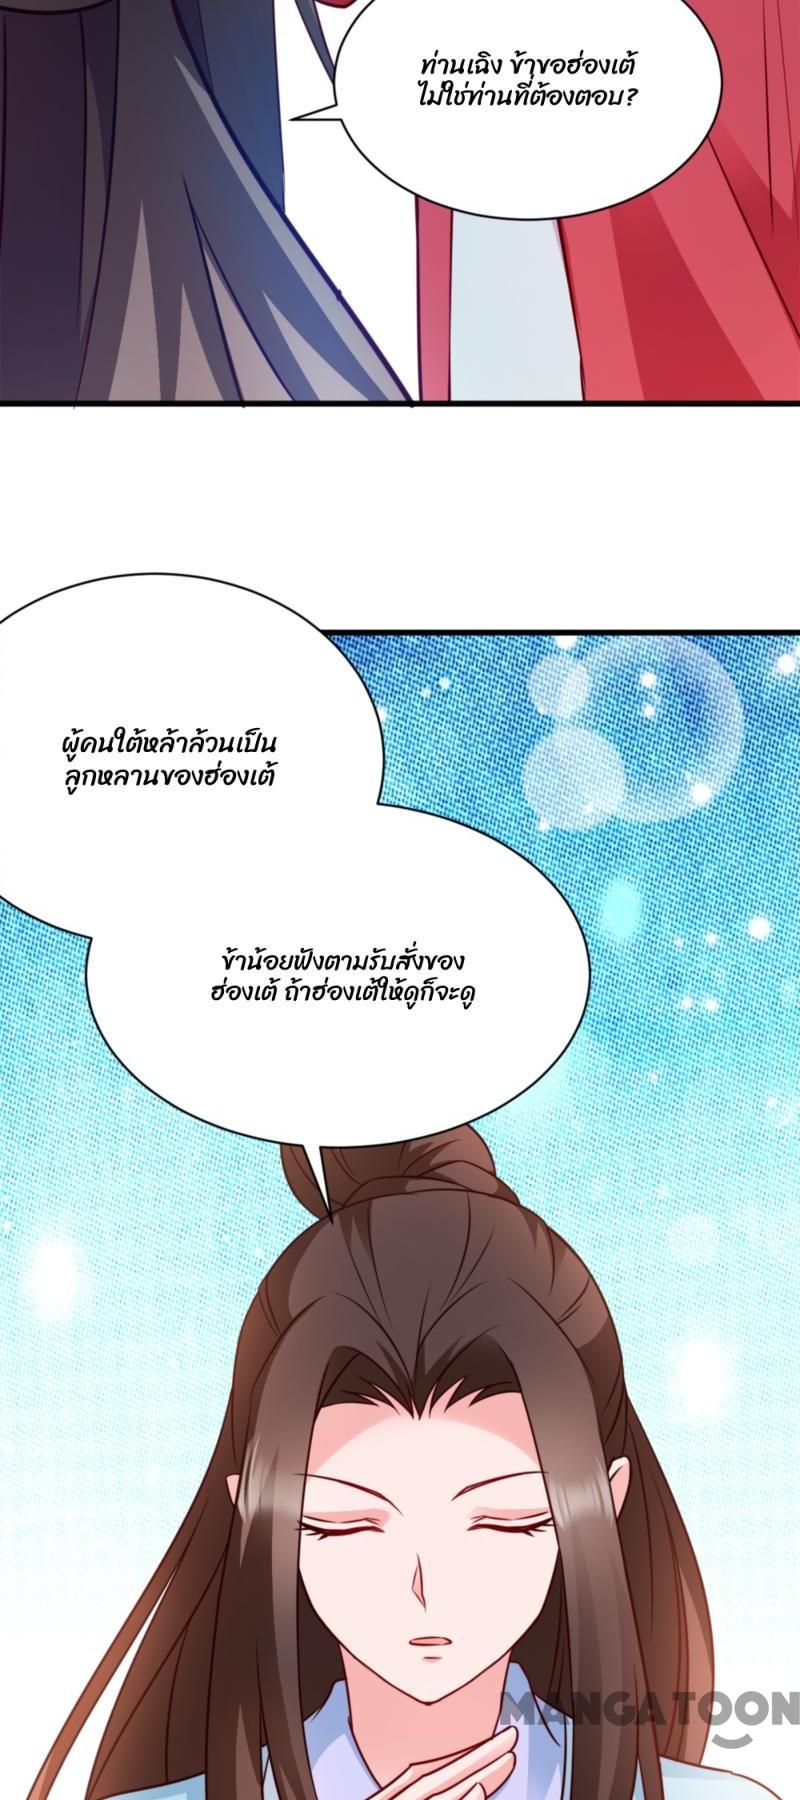 ท่านเฉิง ข้าขอฮ่องเต้
ไม่ใช่ท่านที่ต้องตอบ?
ผู้คนใต้หล้าล้วนเป็น
ลูกหลานของฮ่องเต้
ข้าน้อยฟังตามรับสั่งของ
ฮ่องเต้ ถ้าฮ่องเต้ให้ดูก็จะดู
MANGATOON